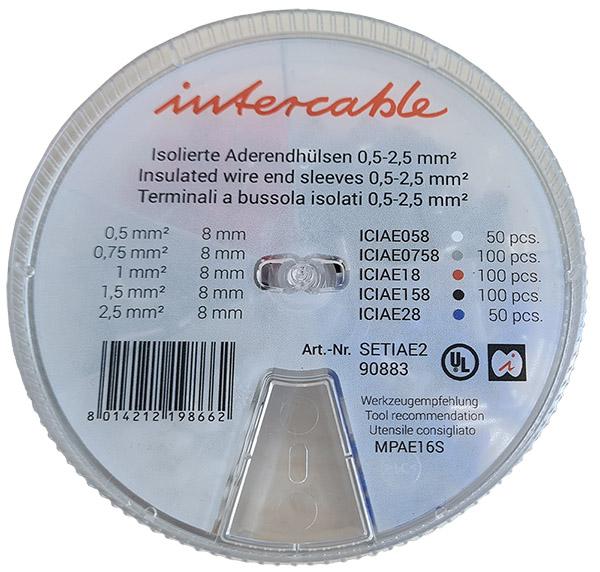 intercable
Isolierte Aderendhülsen 0,5-2,5 mm²
Insulated wire end sleeves 0,5-2,5 mm²
Terminali a bussola isolati 0,5-2,5 mm²
0,5 mm² 8 mm ICIAE058 50 pcs.
0,75 mm² 8 mm ICIAE0758 100 pcs.
1 mm² 8 mm ICIAE18 100 pcs.
1,5 mm² 8 mm ICIAE158 100 pcs.
2,5 mm² 8 mm ICIAE28 50 pcs.
Art.-Nr. SETIAE2
90883
UL
i
8 014212 198662
Werkzeugempfehlung
Tool recommendation
Utensile consigliato
MPAE16S